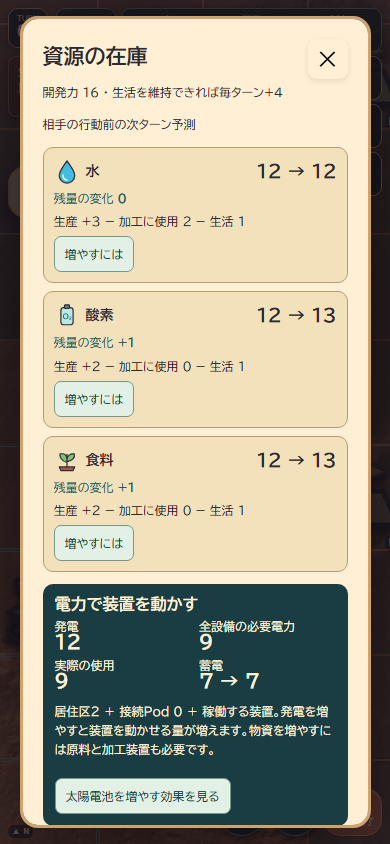 資源の在庫
開発力 16・生活を維持できれば毎ターン+4
相手の行動前の次ターン予測
水 12 → 12
残量の変化 0
生産 +3 − 加工に使用 2 − 生活 1
増やすには
酸素 12 → 13
残量の変化 +1
生産 +2 − 加工に使用 0 − 生活 1
増やすには
食料 12 → 13
残量の変化 +1
生産 +2 − 加工に使用 0 − 生活 1
増やすには
電力で装置を動かす
発電 全設備の必要電力
12 9
実際の使用 蓄電
9 7 → 7
居住区2 + 接続Pod 0 + 稼働する装置。発電を増
やすと装置を動かせる量が増えます。物資を増やすに
は原料と加工装置も必要です。
太陽電池を増やす効果を見る